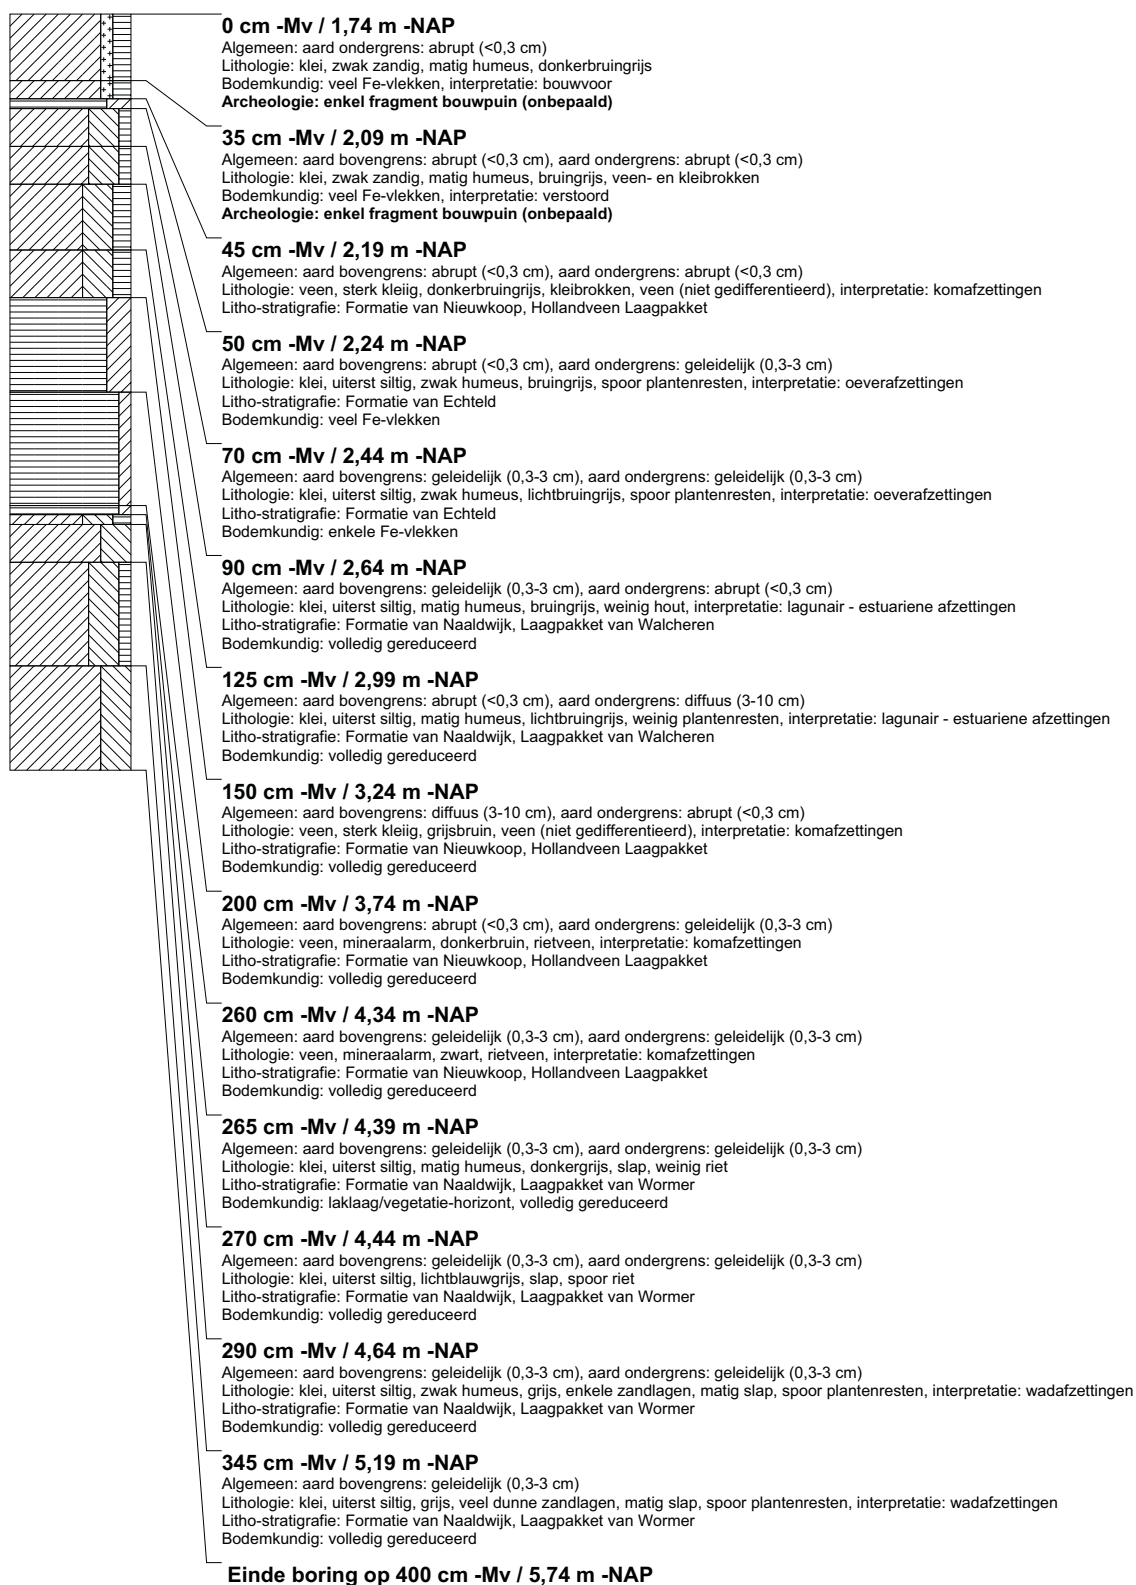 0 cm -Mv / 1,74 m -NAP
Algemeen: aard ondergrens: abrupt (<0,3 cm)
Lithologie: klei, zwak zandig, matig humeus, donkerbruingrijs
Bodemkundig: veel Fe-vlekken, interpretatie: bouwvoor
Archeologie: enkel fragment bouwpuin (onbepaald)
35 cm -Mv / 2,09 m -NAP
Algemeen: aard bovengrens: abrupt (<0,3 cm), aard ondergrens: abrupt (<0,3 cm)
Lithologie: klei, zwak zandig, matig humeus, bruingrijs, veen- en kleibrokken
Bodemkundig: veel Fe-vlekken, interpretatie: verstoord
Archeologie: enkel fragment bouwpuin (onbepaald)
45 cm -Mv / 2,19 m -NAP
Algemeen: aard bovengrens: abrupt (<0,3 cm), aard ondergrens: abrupt (<0,3 cm)
Lithologie: veen, sterk kleiig, donkerbruingrijs, kleibrokken, veen (niet gedifferentieerd), interpretatie: komafzettingen
Litho-stratigrafie: Formatie van Nieuwkoop, Hollandveen Laagpakket
50 cm -Mv / 2,24 m -NAP
Algemeen: aard bovengrens: abrupt (<0,3 cm), aard ondergrens: geleidelijk (0,3-3 cm)
Lithologie: klei, uiterst siltig, zwak humeus, bruingrijs, spoor plantenresten, interpretatie: oeverafzettingen
Litho-stratigrafie: Formatie van Echteld
Bodemkundig: veel Fe-vlekken
70 cm -Mv / 2,44 m -NAP
Algemeen: aard bovengrens: geleidelijk (0,3-3 cm), aard ondergrens: geleidelijk (0,3-3 cm)
Lithologie: klei, uiterst siltig, zwak humeus, lichtbruingrijs, spoor plantenresten, interpretatie: oeverafzettingen
Litho-stratigrafie: Formatie van Echteld
Bodemkundig: enkele Fe-vlekken
90 cm -Mv / 2,64 m -NAP
Algemeen: aard bovengrens: geleidelijk (0,3-3 cm), aard ondergrens: abrupt (<0,3 cm)
Lithologie: klei, uiterst siltig, matig humeus, bruingrijs, weinig hout, interpretatie: lagunair - estuariene afzettingen
Litho-stratigrafie: Formatie van Naaldwijk, Laagpakket van Walcheren
Bodemkundig: volledig gereduceerd
125 cm -Mv / 2,99 m -NAP
Algemeen: aard bovengrens: abrupt (<0,3 cm), aard ondergrens: diffuus (3-10 cm)
Lithologie: klei, uiterst siltig, matig humeus, lichtbruingrijs, weinig plantenresten, interpretatie: lagunair - estuariene afzettingen
Litho-stratigrafie: Formatie van Naaldwijk, Laagpakket van Walcheren
Bodemkundig: volledig gereduceerd
150 cm -Mv / 3,24 m -NAP
Algemeen: aard bovengrens: diffuus (3-10 cm), aard ondergrens: abrupt (<0,3 cm)
Lithologie: veen, sterk kleiig, grijsbruin, veen (niet gedifferentieerd), interpretatie: komafzettingen
Litho-stratigrafie: Formatie van Nieuwkoop, Hollandveen Laagpakket
Bodemkundig: volledig gereduceerd
200 cm -Mv / 3,74 m -NAP
Algemeen: aard bovengrens: abrupt (<0,3 cm), aard ondergrens: geleidelijk (0,3-3 cm)
Lithologie: veen, mineraalarm, donkerbruin, rietveen, interpretatie: komafzettingen
Litho-stratigrafie: Formatie van Nieuwkoop, Hollandveen Laagpakket
Bodemkundig: volledig gereduceerd
260 cm -Mv / 4,34 m -NAP
Algemeen: aard bovengrens: geleidelijk (0,3-3 cm), aard ondergrens: geleidelijk (0,3-3 cm)
Lithologie: veen, mineraalarm, zwart, rietveen, interpretatie: komafzettingen
Litho-stratigrafie: Formatie van Nieuwkoop, Hollandveen Laagpakket
Bodemkundig: volledig gereduceerd
265 cm -Mv / 4,39 m -NAP
Algemeen: aard bovengrens: geleidelijk (0,3-3 cm), aard ondergrens: geleidelijk (0,3-3 cm)
Lithologie: klei, uiterst siltig, matig humeus, donkergrijs, slap, weinig riet
Litho-stratigrafie: Formatie van Naaldwijk, Laagpakket van Wormer
Bodemkundig: laklaag/vegetatie-horizont, volledig gereduceerd
270 cm -Mv / 4,44 m -NAP
Algemeen: aard bovengrens: geleidelijk (0,3-3 cm), aard ondergrens: geleidelijk (0,3-3 cm)
Lithologie: klei, uiterst siltig, lichtblauwgrijs, slap, spoor riet
Litho-stratigrafie: Formatie van Naaldwijk, Laagpakket van Wormer
Bodemkundig: volledig gereduceerd
290 cm -Mv / 4,64 m -NAP
Algemeen: aard bovengrens: geleidelijk (0,3-3 cm), aard ondergrens: geleidelijk (0,3-3 cm)
Lithologie: klei, uiterst siltig, zwak humeus, grijs, enkele zandlagen, matig slap, spoor plantenresten, interpretatie: wadafzettingen
Litho-stratigrafie: Formatie van Naaldwijk, Laagpakket van Wormer
Bodemkundig: volledig gereduceerd
345 cm -Mv / 5,19 m -NAP
Algemeen: aard bovengrens: geleidelijk (0,3-3 cm)
Lithologie: klei, uiterst siltig, grijs, veel dunne zandlagen, matig slap, spoor plantenresten, interpretatie: wadafzettingen
Litho-stratigrafie: Formatie van Naaldwijk, Laagpakket van Wormer
Bodemkundig: volledig gereduceerd
Einde boring op 400 cm -Mv / 5,74 m -NAP